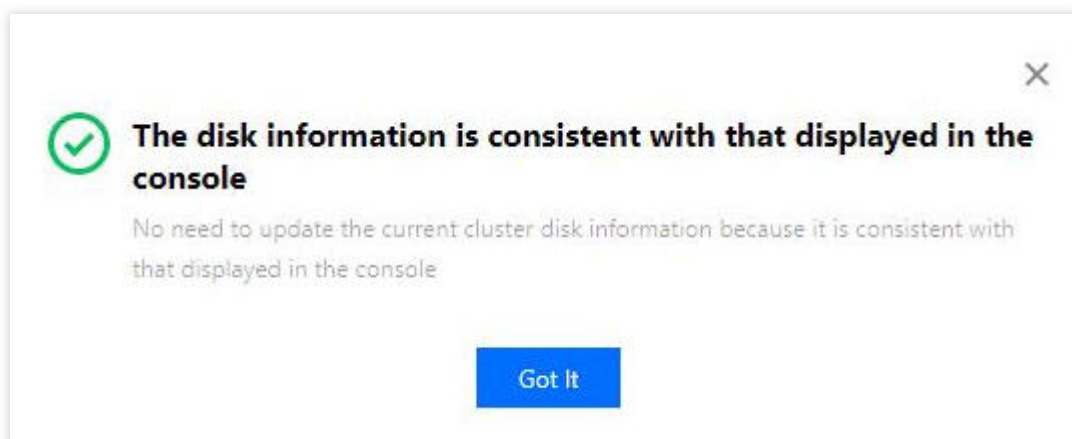 The disk information is consistent with that displayed in the
console
No need to update the current cluster disk information because it is consistent with
that displayed in the console
Got It